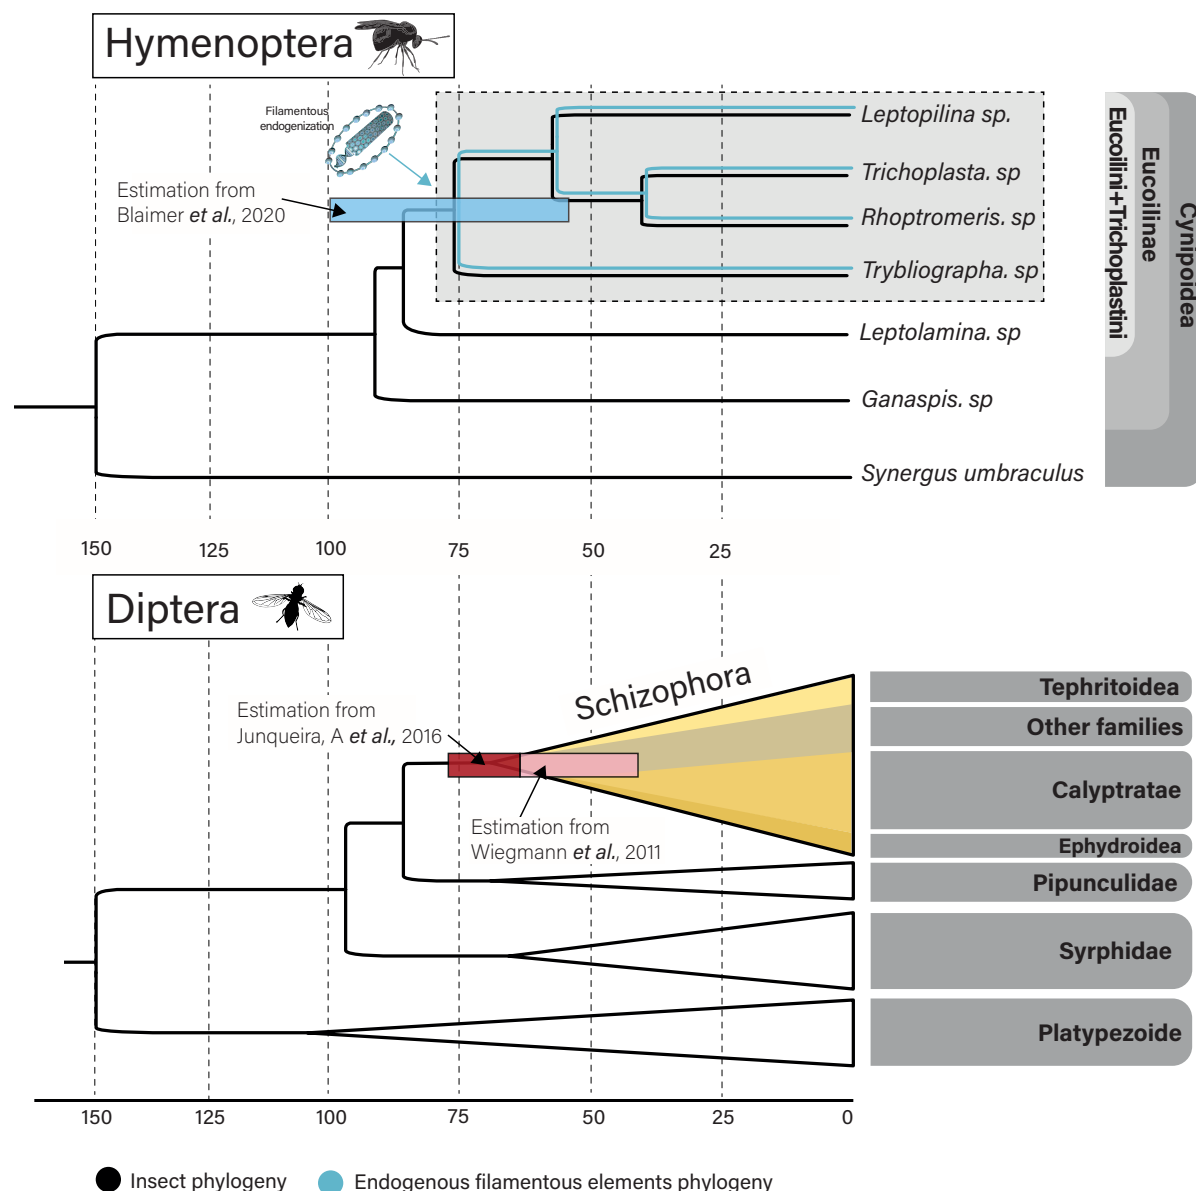 Hymenoptera
Filamentous
endogenization
Estimation from
Blaimer et al., 2020
Leptopilina sp.
Trichoplasta. sp
Rhoptromeris. sp
Trybliographa. sp
Leptolamina. sp
Ganaspis. sp
Synergus umbraculus
Eucoilini+Trichoplastini
Eucoilinae
Cynipoidea
150 125 100 75 50 25
Diptera
Schizophora
Estimation from
Junqueira, A et al., 2016
Estimation from
Wiegmann et al., 2011
Tephritoidea
Other families
Calyptratae
Ephydroidea
Pipunculidae
Syrphidae
Platypezoide
150 125 100 75 50 25 0
Insect phylogeny
Endogenous filamentous elements phylogeny